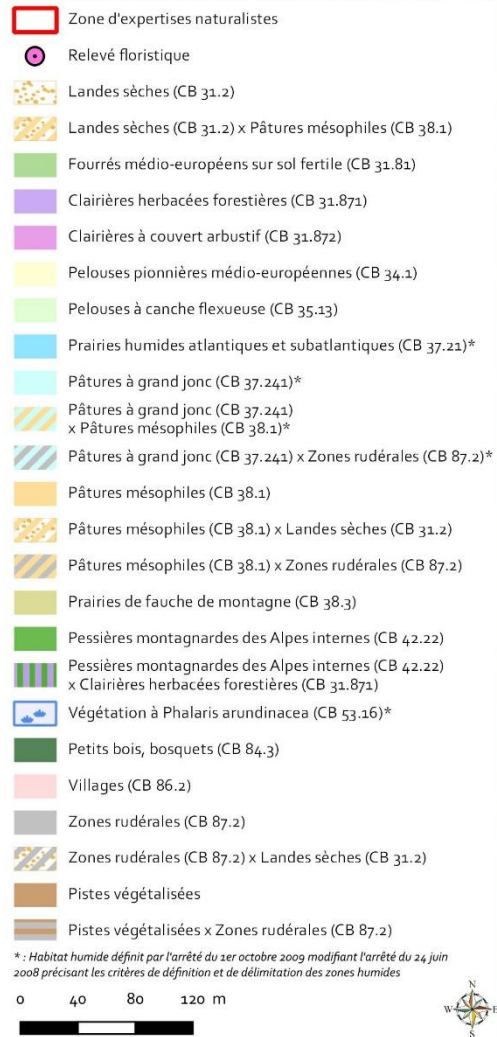 Zone d'expertises naturalistes
Relevé floristique
Landes sèches (CB 31.2)
Landes sèches (CB 31.2) x Pâtures mésophiles (CB 38.1)
Fourrés médio-européens sur sol fertile (CB 31.81)
Clairières herbacées forestières (CB 31.871)
Clairières à couvert arbustif (CB 31.872)
Pelouses pionnières médio-européennes (CB 34.1)
Pelouses à canche flexueuse (CB 35.13)
Prairies humides atlantiques et subatlantiques (CB 37.21)*
Pâtures à grand jonc (CB 37.241)*
Pâtures à grand jonc (CB 37.241)
x Pâtures mésophiles (CB 38.1)*
Pâtures à grand jonc (CB 37.241) x Zones rudérales (CB 87.2)*
Pâtures mésophiles (CB 38.1)
Pâtures mésophiles (CB 38.1) x Landes sèches (CB 31.2)
Pâtures mésophiles (CB 38.1) x Zones rudérales (CB 87.2)
Prairies de fauche de montagne (CB 38.3)
Pessières montagnardes des Alpes internes (CB 42.22)
Pessières montagnardes des Alpes internes (CB 42.22)
x Clairières herbacées forestières (CB 31.871)
Végétation à Phalaris arundinacea (CB 53.16)*
Petits bois, bosquets (CB 84.3)
Villages (CB 86.2)
Zones rudérales (CB 87.2)
Zones rudérales (CB 87.2) x Landes sèches (CB 31.2)
Pistes végétalisées
Pistes végétalisées x Zones rudérales (CB 87.2)
* : Habitat humide définit par l'arrêté du 1er octobre 2009 modifiant l'arrêté du 24 juin
2008 précisant les critères de définition et de délimitation des zones humides
0 40 80 120 m
N
W E
S